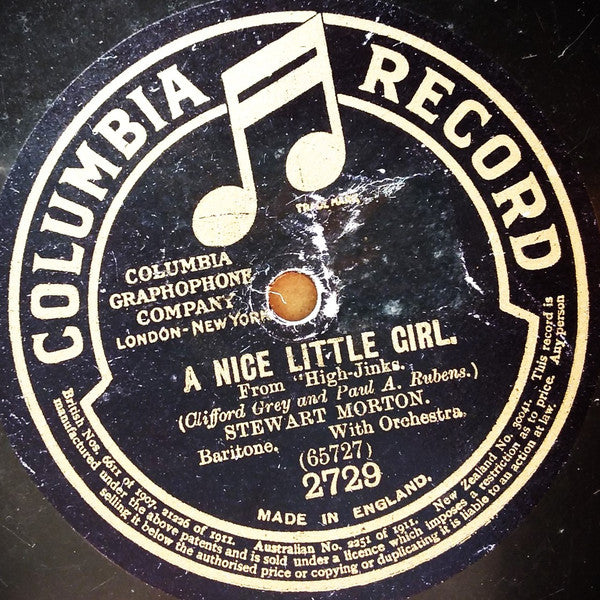 COLUMBIA RECORD
TRADE MARK
COLUMBIA
GRAPHOPHONE
COMPANY
LONDON-NEW YORK
A NICE LITTLE GIRL.
From "High-Jinks.
(Clifford Grey and Paul A. Rubens.)
STEWART MORTON.
Baritone. With Orchestra.
(65727)
2729
MADE IN ENGLAND.
British Nos. 6611 of 1907, 21226 of 1911. Australian No. 2251 of 1911. New Zealand No. 30041. This record is
manufactured under the above patents and is sold under a licence which imposes a restriction as to price. Any person
selling it below the authorised price or copying or duplicating it is liable to an action at law.